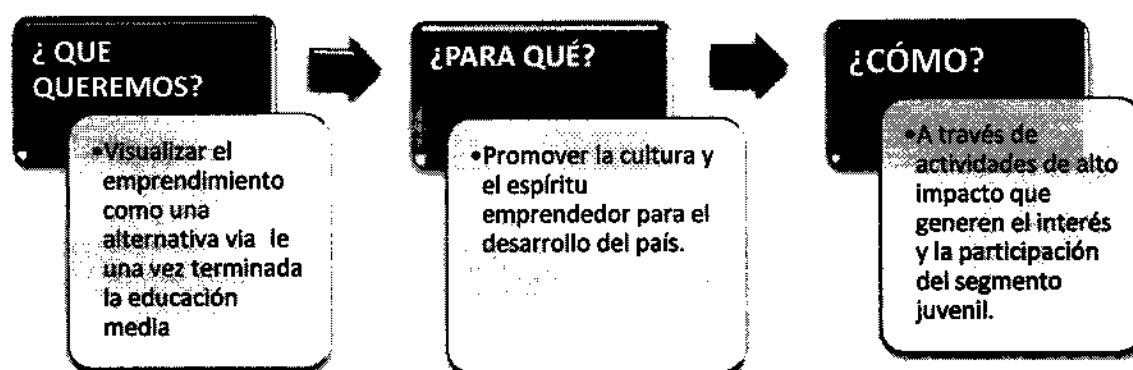 ¿ QUE
QUEREMOS?
•Visualizar el
emprendimiento
como una
alternativa via le
una vez terminada
la educación
media
¿PARA QUÉ?
•Promover la cultura y
el espíritu
emprendedor para el
desarrollo del país.
¿CÓMO?
•A través de
actividades de alto
impacto que
generen el interés
y la participación
del segmento
juvenil.